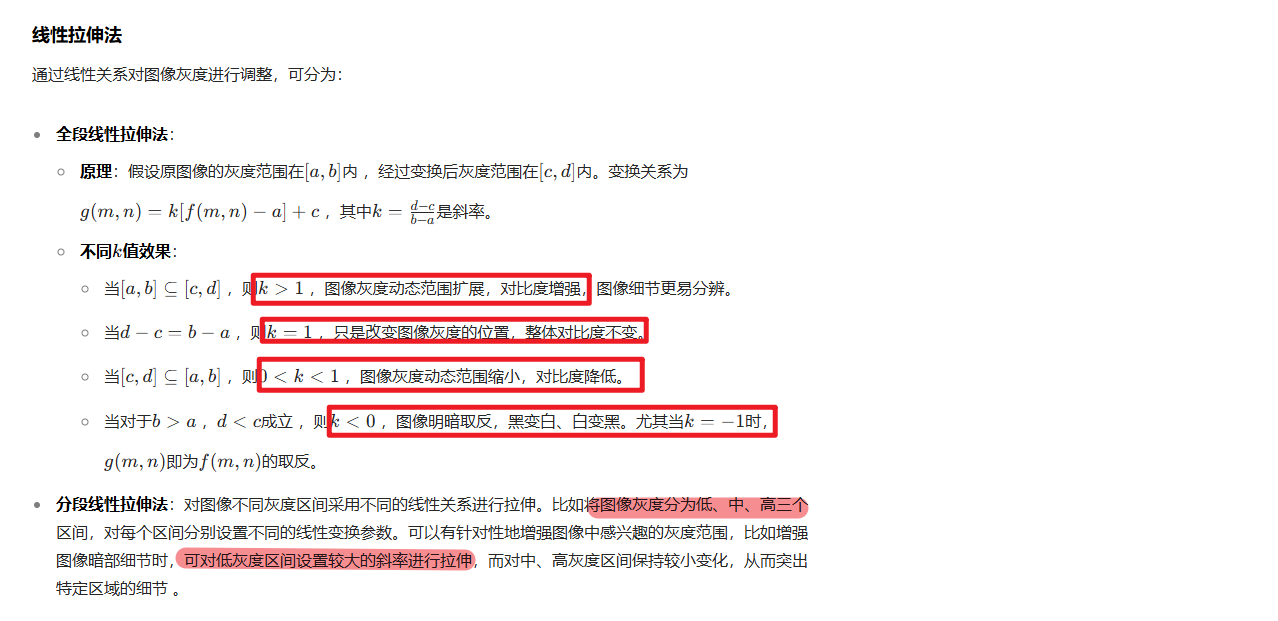 线性拉伸法
通过线性关系对图像灰度进行调整，可分为：
全段线性拉伸法：
原理：假设原图像的灰度范围在[a, b]内 ，经过变换后灰度范围在[c, d]内。变换关系为
g(m, n) = k[f(m, n) − a] + c ，其中k = \frac{d−c}{b−a}是斜率。
不同k值效果：
当[a, b] ⊆ [c, d] ，则k > 1 ，图像灰度动态范围扩展，对比度增强，图像细节更易分辨。
当d − c = b − a ，则k = 1 ，只是改变图像灰度的位置，整体对比度不变。
当[c, d] ⊆ [a, b] ，则0 < k < 1 ，图像灰度动态范围缩小，对比度降低。
当对于b > a ，d < c成立 ，则k < 0 ，图像明暗取反，黑变白、白变黑。尤其当k = −1时，
g(m, n)即为f(m, n)的取反。
分段线性拉伸法：对图像不同灰度区间采用不同的线性关系进行拉伸。比如将图像灰度分为低、中、高三个
区间，对每个区间分别设置不同的线性变换参数。可以有针对性地增强图像中感兴趣的灰度范围，比如增强
图像暗部细节时，可对低灰度区间设置较大的斜率进行拉伸，而对中、高灰度区间保持较小变化，从而突出
特定区域的细节 。